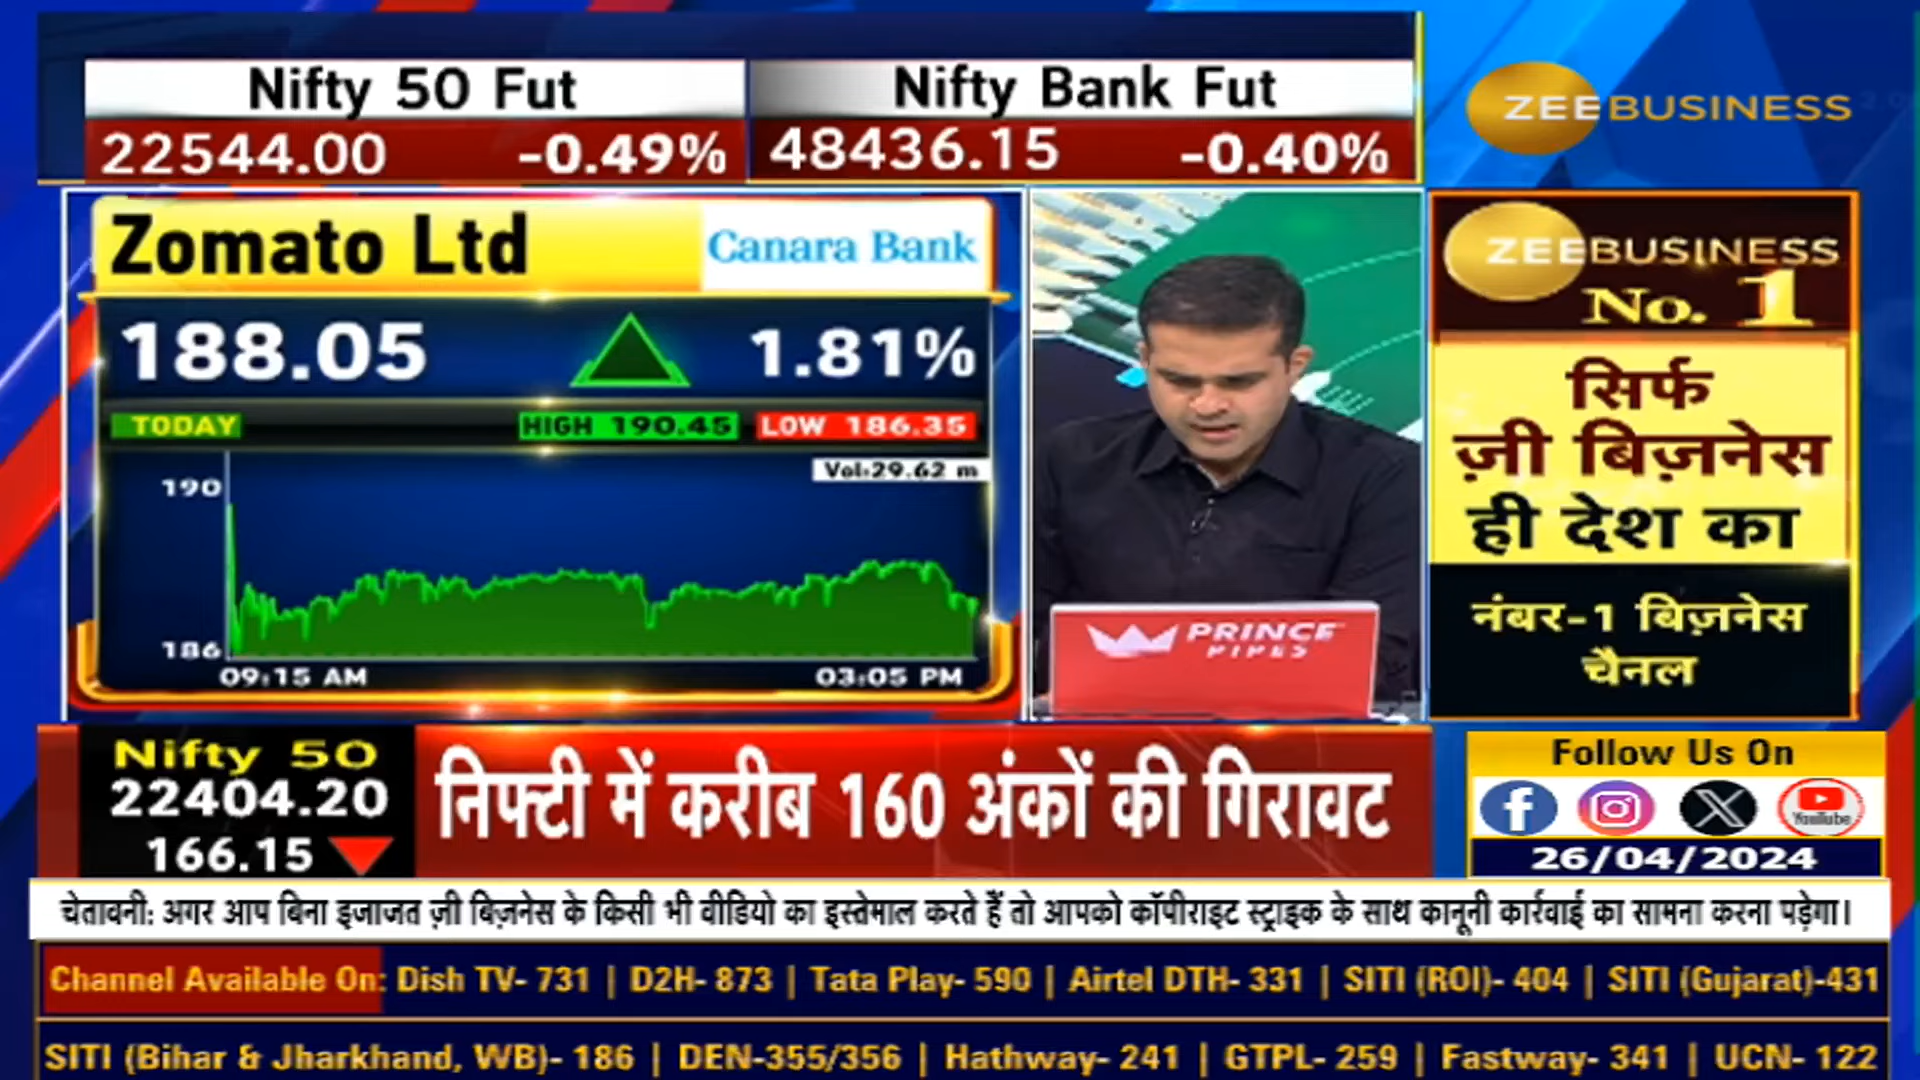 Nifty 50 Fut
22544.00 -0.49%
Nifty Bank Fut
48436.15 -0.40%
ZEEBUSINESS
Zomato Ltd
Canara Bank
188.05 1.81%
TODAY HIGH 190.45 LOW 186.35
Vol:29.62 m
190
186
09:15 AM 03:05 PM
PRINCE
PIPES
ZEEBUSINESS
No. 1
सिर्फ
ज़ी बिज़नेस
ही देश का
नंबर-1 बिज़नेस
चैनल
Nifty 50
22404.20
166.15
निफ्टी में करीब 160 अंकों की गिरावट
Follow Us On
YouTube
26/04/2024
चेतावनी: अगर आप बिना इजाजत ज़ी बिज़नेस के किसी भी वीडियो का इस्तेमाल करते हैं तो आपको कॉपीराइट स्ट्राइक के साथ कानूनी कार्रवाई का सामना करना पड़ेगा।
Channel Available On: Dish TV- 731 | D2H- 873 | Tata Play- 590 | Airtel DTH- 331 | SITI (ROI)- 404 | SITI (Gujarat)-431
SITI (Bihar & Jharkhand, WB)- 186 | DEN-355/356 | Hathway- 241 | GTPL- 259 | Fastway- 341 | UCN- 122